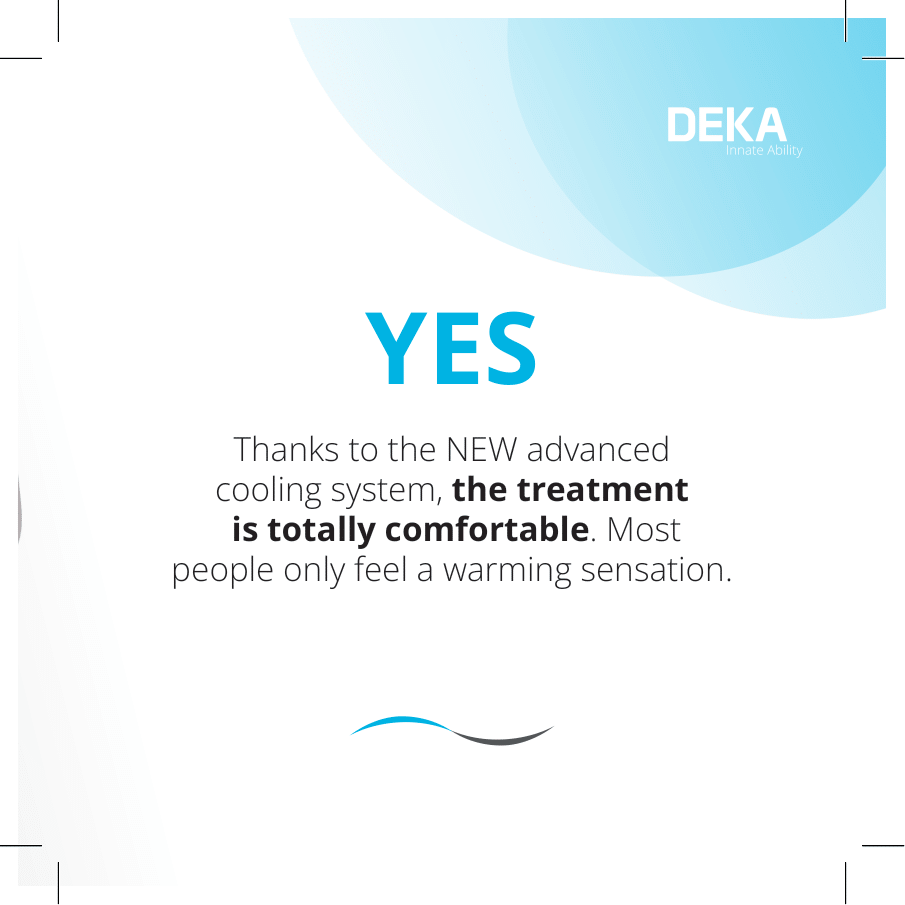 DEKA
Innate Ability
YES
Thanks to the NEW advanced
cooling system, the treatment
is totally comfortable. Most
people only feel a warming sensation.